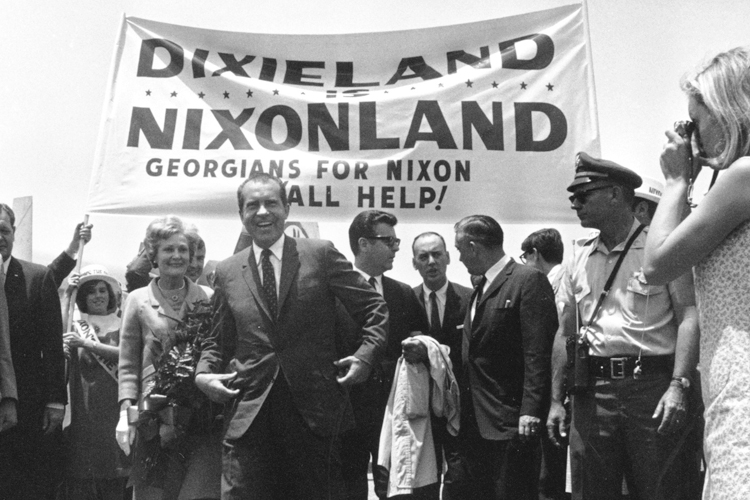 DIXIELAND
IS
NIXONLAND
GEORGIANS FOR NIXON
Y'ALL HELP!